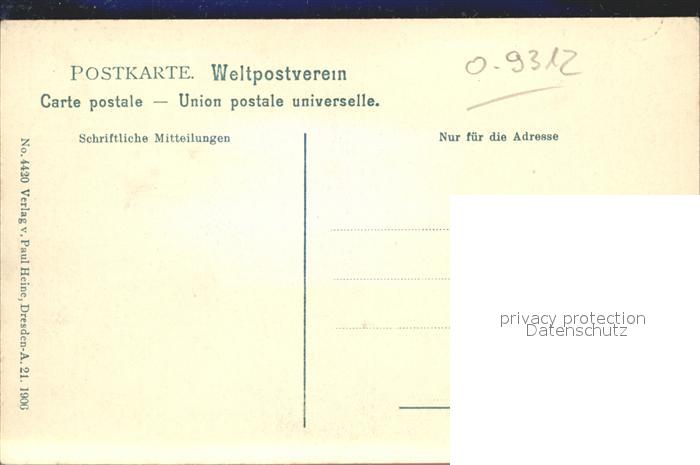 POSTKARTE. Weltpostverein
Carte postale — Union postale universelle.
0-9312
Schriftliche Mitteilungen
Nur für die Adresse
No. 4420 Verlag v. Paul Heine, Dresden-A. 21. 1906
privacy protection
Datenschutz